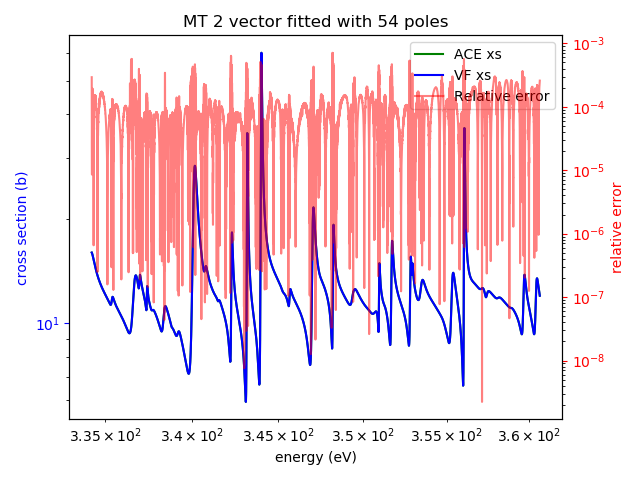 MT 2 vector fitted with 54 poles
ACE xs
VF xs
Relative error
cross section (b)
10¹
10⁻³
10⁻⁴
10⁻⁵
10⁻⁶
10⁻⁷
10⁻⁸
relative error
3.35 × 10² 3.4 × 10² 3.45 × 10² 3.5 × 10² 3.55 × 10² 3.6 × 10²
energy (eV)